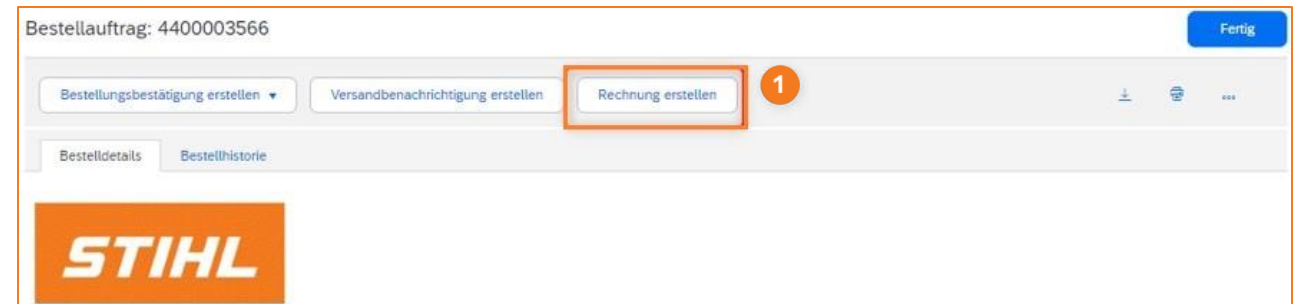 Bestellauftrag: 4400003566
Fertig
Bestellungsbestätigung erstellen
Versandbenachrichtigung erstellen
Rechnung erstellen
1
Bestelldetails
Bestellhistorie
STIHL